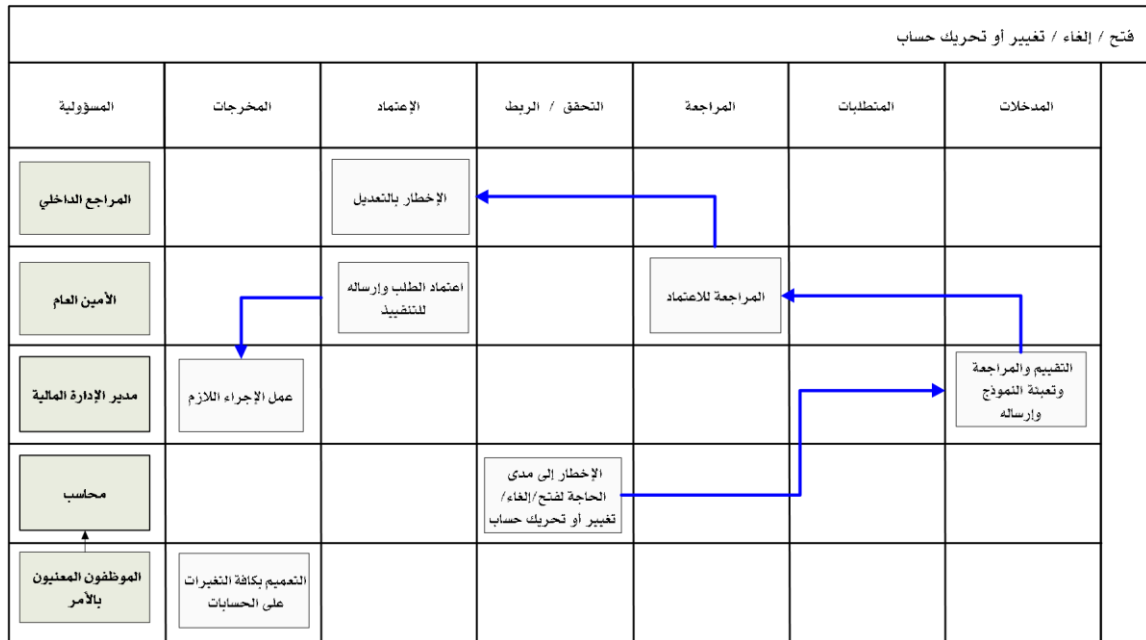 فتح / إلغاء / تغيير أو تحريك حساب
المدخلات
المتطلبات
المراجعة
التحقق / الربط
الإعتماد
المخرجات
المسؤولية
الإخطار بالتعديل
المراجع الداخلي
المراجعة للاعتماد
اعتماد الطلب وإرساله
للتنفييذ
الأمين العام
التقييم والمراجعة
وتعبئة النموذج
وإرساله
عمل الإجراء اللازم
مدير الإدارة المالية
الإخطار إلى مدى
الحاجة لفتح/إلغاء/
تغيير أو تحريك حساب
محاسب
التعميم بكافة التغيرات
على الحسابات
الموظفون المعنيون
بالأمر